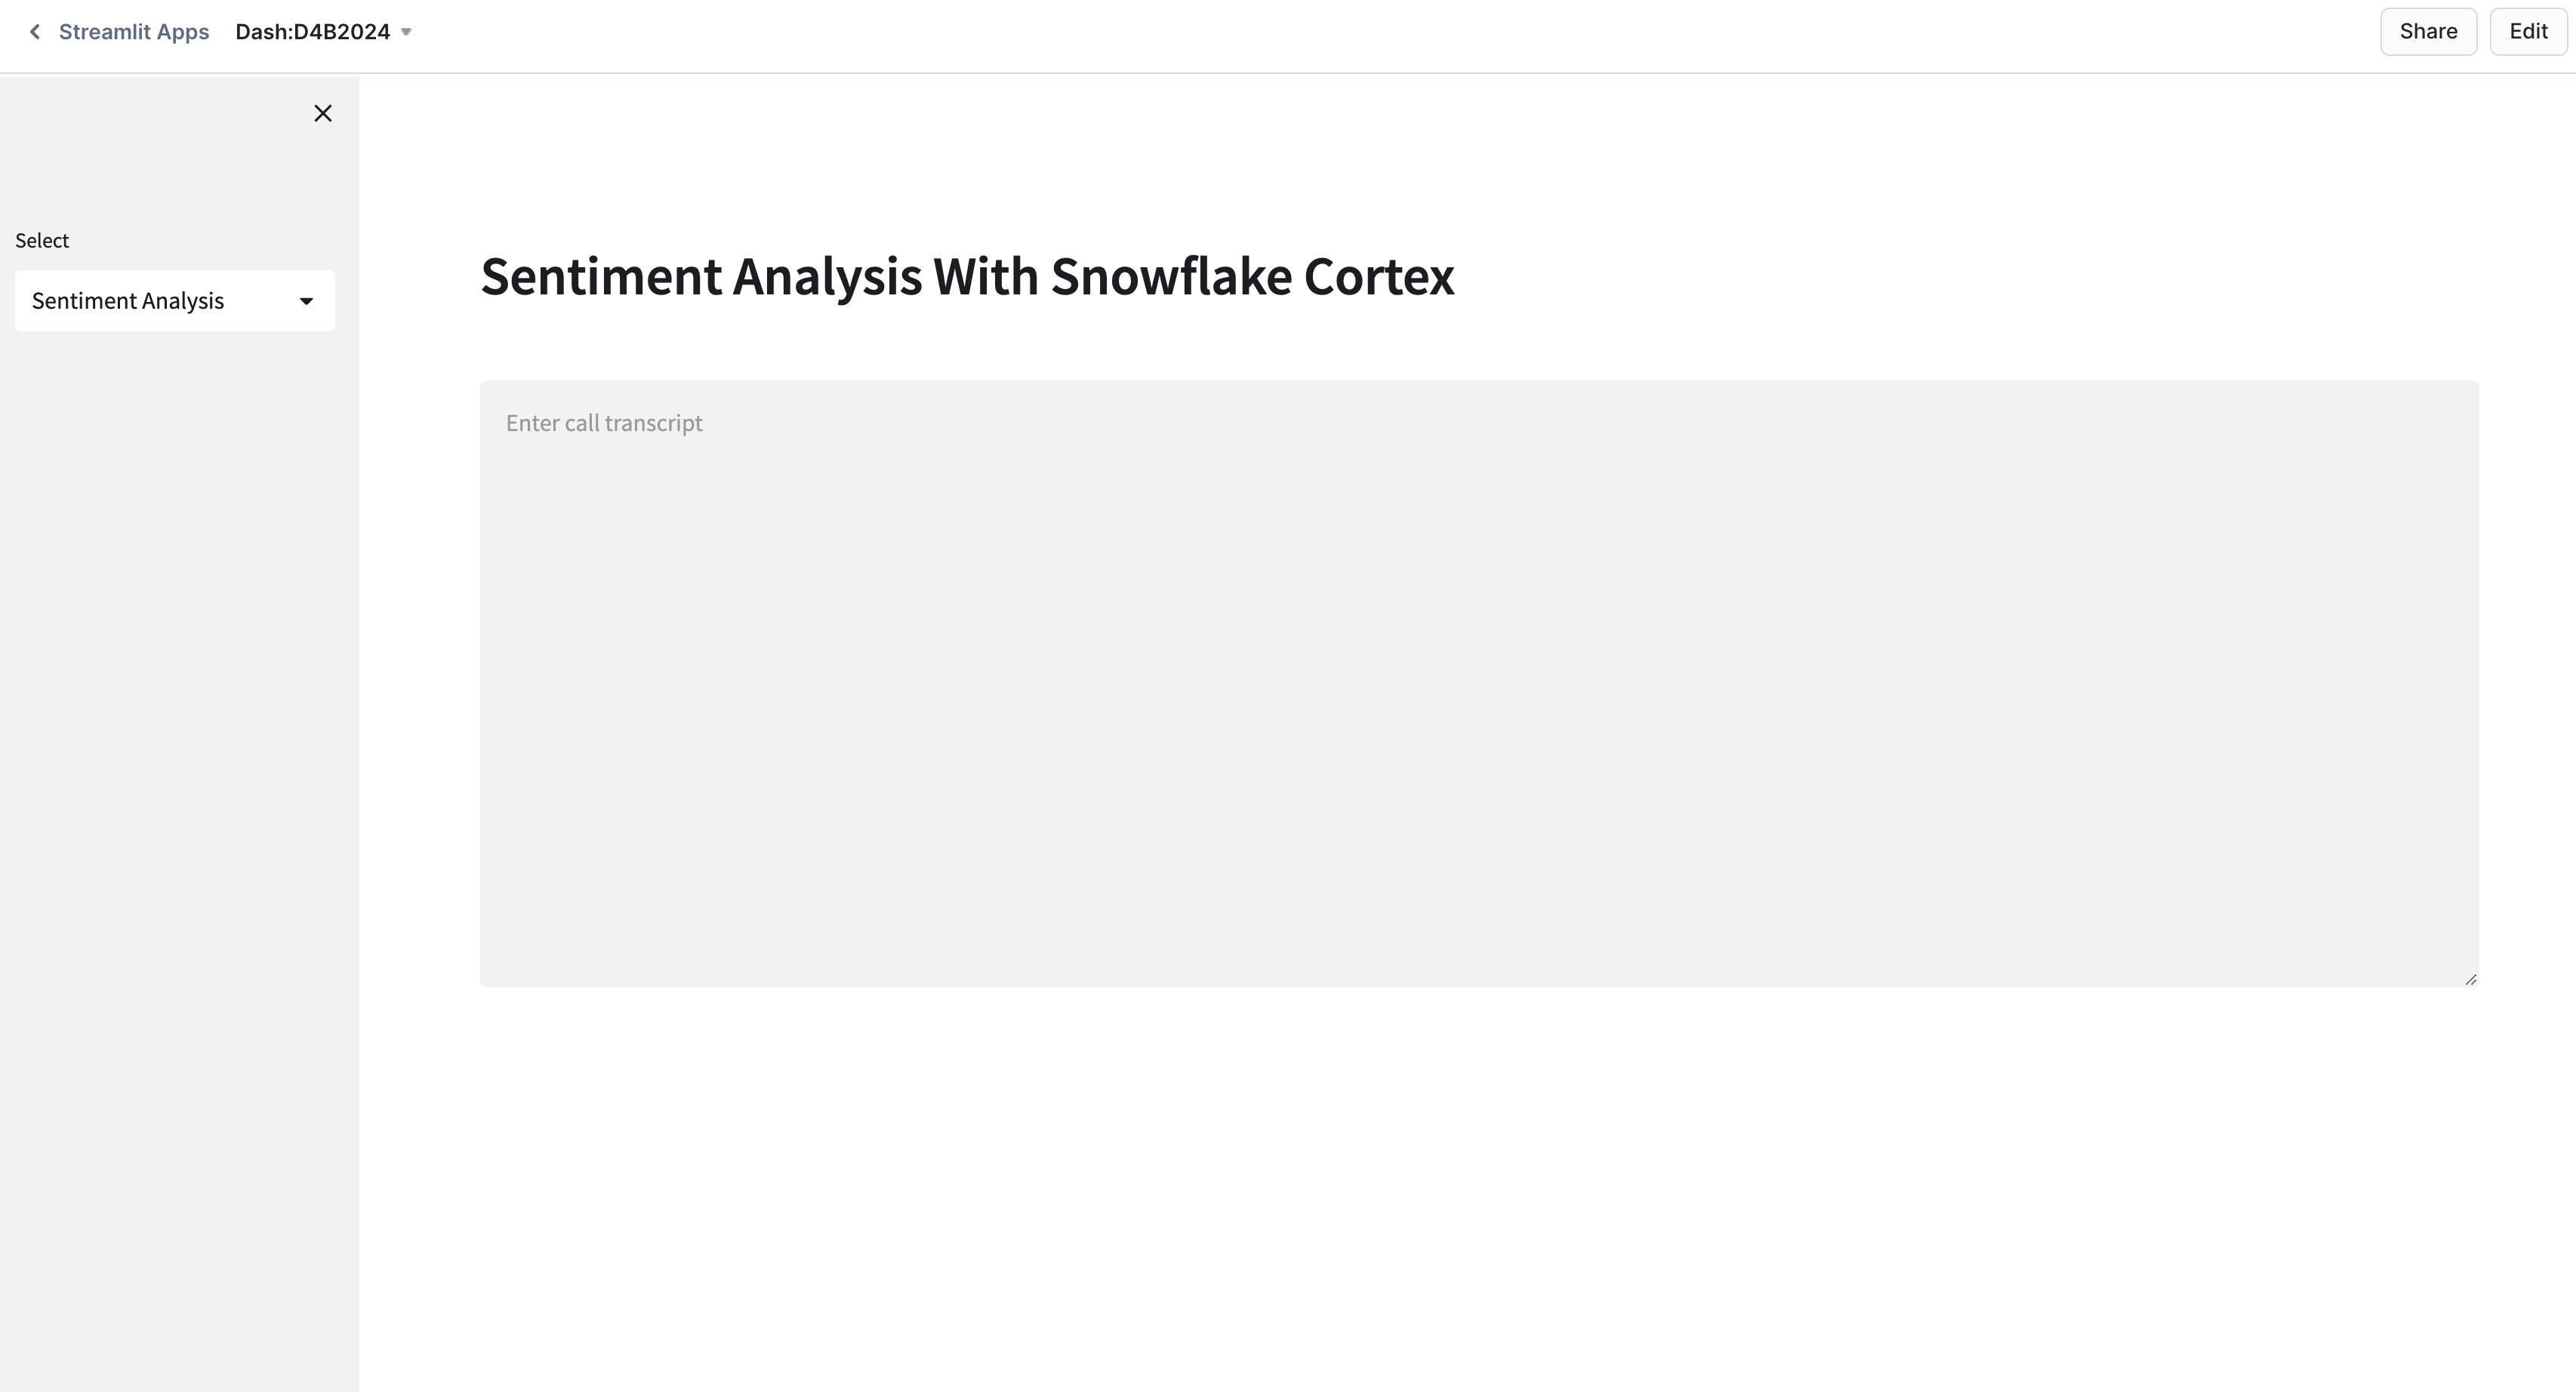 Streamlit Apps Dash:D4B2024 Share Edit
Select
Sentiment Analysis
Sentiment Analysis With Snowflake Cortex
Enter call transcript